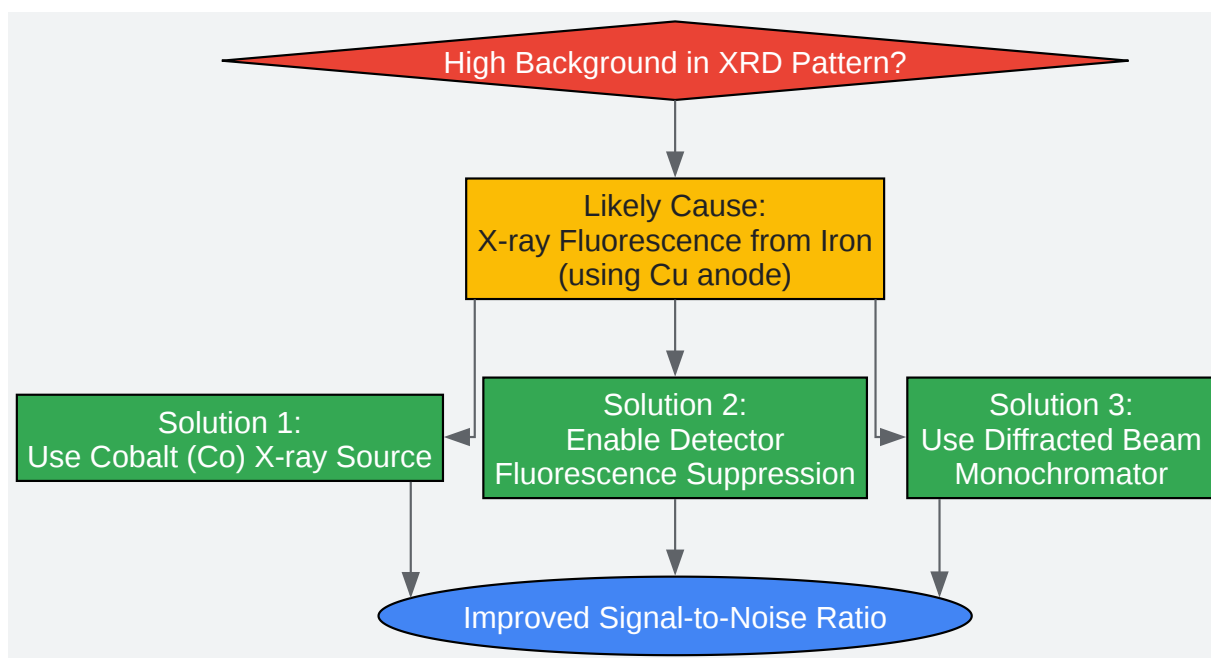 High Background in XRD Pattern?
Likely Cause:
X-ray Fluorescence from Iron
(using Cu anode)
Solution 1:
Use Cobalt (Co) X-ray Source
Solution 2:
Enable Detector
Fluorescence Suppression
Solution 3:
Use Diffracted Beam
Monochromator
Improved Signal-to-Noise Ratio